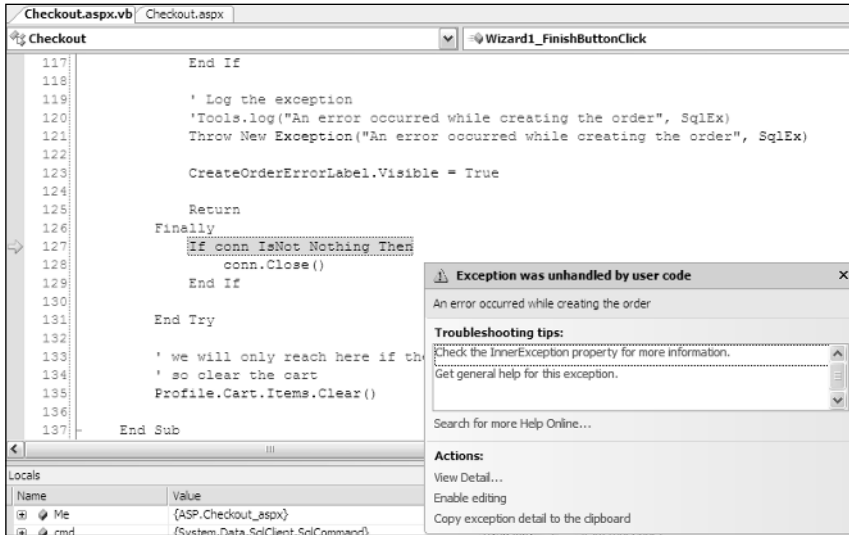 Checkout.aspx.vb Checkout.aspx
Checkout Wizard1_FinishButtonClick
117 End If
118
119 ' Log the exception
120 'Tools.log("An error occurred while creating the order", SqlEx)
121 Throw New Exception("An error occurred while creating the order", SqlEx)
122
123 CreateOrderErrorLabel.Visible = True
124
125 Return
126 Finally
127 If conn IsNot Nothing Then
128 conn.Close()
129 End If
130
131 End Try
132
133 ' we will only reach here if the
134 ' so clear the cart
135 Profile.Cart.Items.Clear()
136
137 End Sub
Exception was unhandled by user code
An error occurred while creating the order
Troubleshooting tips:
Check the InnerException property for more information.
Get general help for this exception.
Search for more Help Online...
Actions:
View Detail...
Enable editing
Copy exception detail to the clipboard
Locals
Name Value
Me {ASP.Checkout_aspx}
cmd {System.Data.SqlClient.SqlCommand}